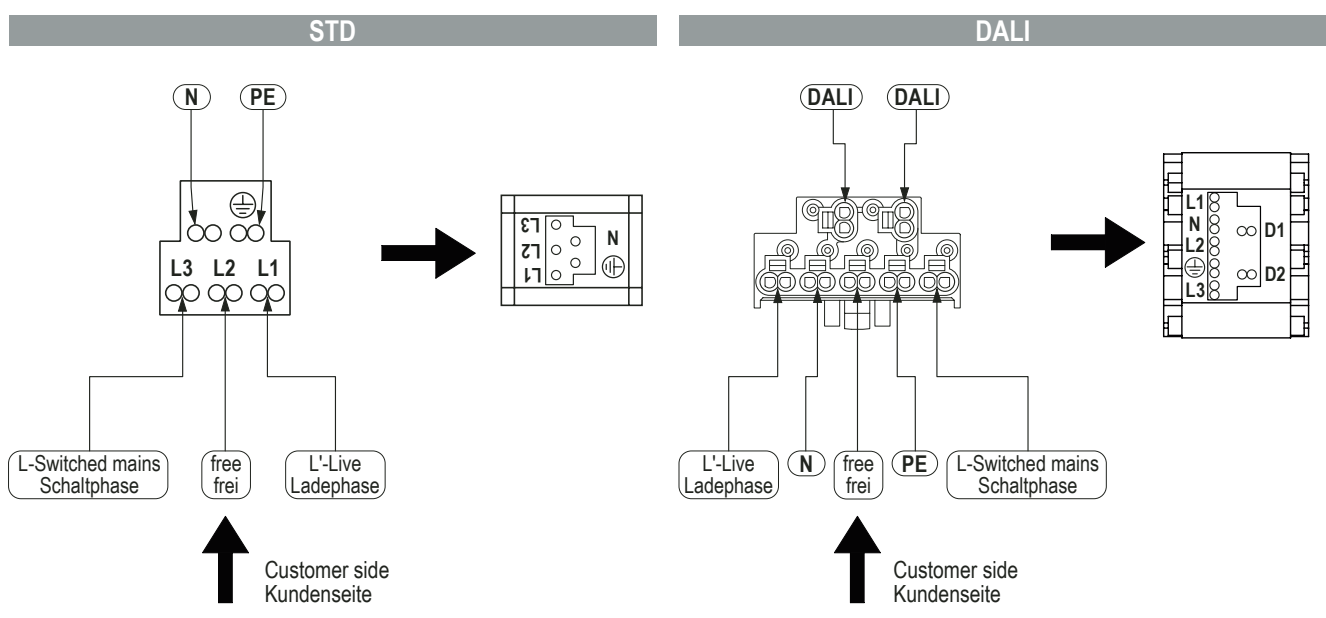 STD
N
PE
L3 L2 L1
L-Switched mains
Schaltphase
free
frei
L'-Live
Ladephase
Customer side
Kundenseite
L3
L2
L1
N
DALI
DALI
DALI
L'-Live
Ladephase
N
free
frei
PE
L-Switched mains
Schaltphase
Customer side
Kundenseite
L1
N
L2
L3
D1
D2